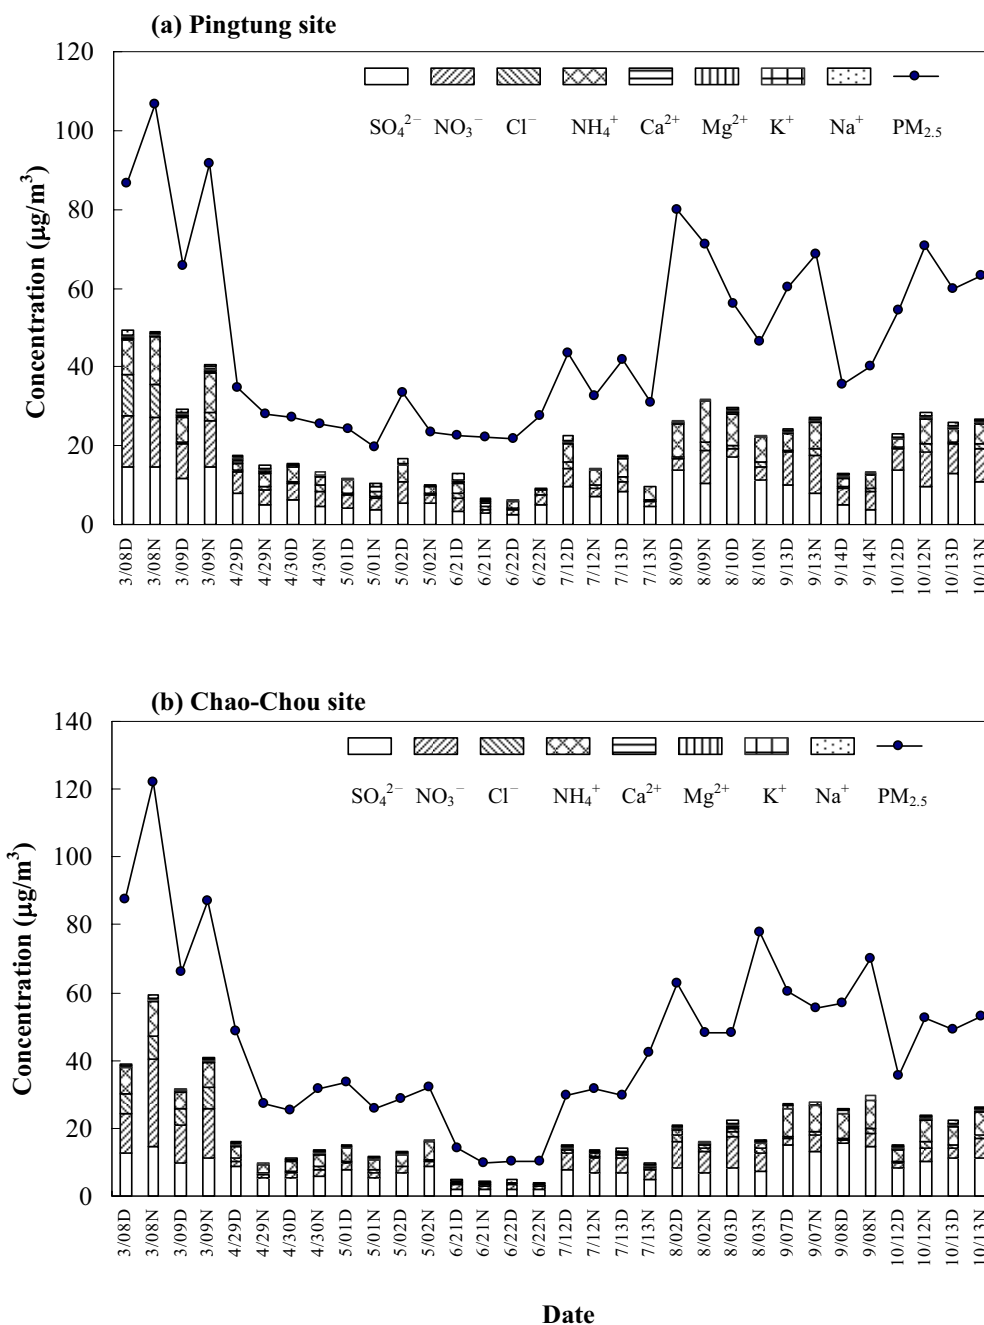 (a) Pingtung site
120
100
80
60
40
20
0
Concentration (μg/m³)
SO₄²⁻ NO₃⁻ Cl⁻ NH₄⁺ Ca²⁺ Mg²⁺ K⁺ Na⁺ PM₂.₅
3/08D 3/08N 3/09D 3/09N 4/29D 4/29N 4/30D 4/30N 5/01D 5/01N 5/02D 5/02N 6/21D 6/21N 6/22D 6/22N 7/12D 7/12N 7/13D 7/13N 8/09D 8/09N 8/10D 8/10N 9/13D 9/13N 9/14D 9/14N 10/12D 10/12N 10/13D 10/13N
(b) Chao-Chou site
140
120
100
80
60
40
20
0
Concentration (μg/m³)
SO₄²⁻ NO₃⁻ Cl⁻ NH₄⁺ Ca²⁺ Mg²⁺ K⁺ Na⁺ PM₂.₅
3/08D 3/08N 3/09D 3/09N 4/29D 4/29N 4/30D 4/30N 5/01D 5/01N 5/02D 5/02N 6/21D 6/21N 6/22D 6/22N 7/12D 7/12N 7/13D 7/13N 8/02D 8/02N 8/03D 8/03N 9/07D 9/07N 9/08D 9/08N 10/12D 10/12N 10/13D 10/13N
Date